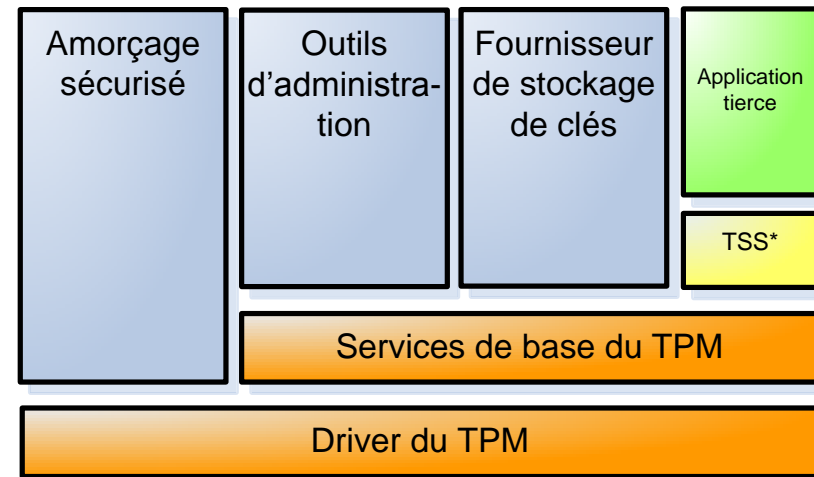 Amorçage
sécurisé
Outils
d'administra-
tion
Fournisseur
de stockage
de clés
Application
tierce
TSS*
Services de base du TPM
Driver du TPM